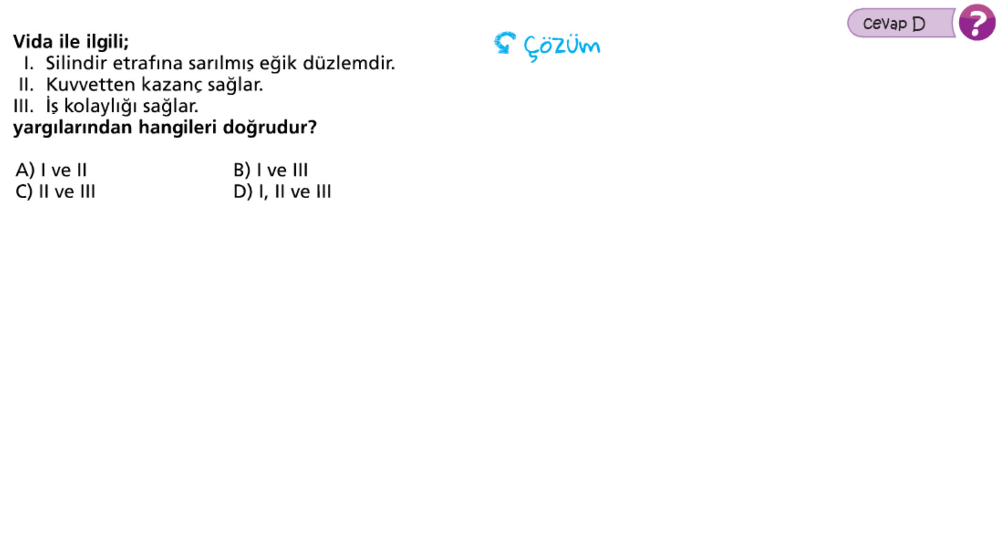 Vida ile ilgili;
I. Silindir etrafına sarılmış eğik düzlemdir.
II. Kuvvetten kazanç sağlar.
III. İş kolaylığı sağlar.
yargılarından hangileri doğrudur?
A) I ve II B) I ve III
C) II ve III D) I, II ve III
Çözüm
Cevap D ?